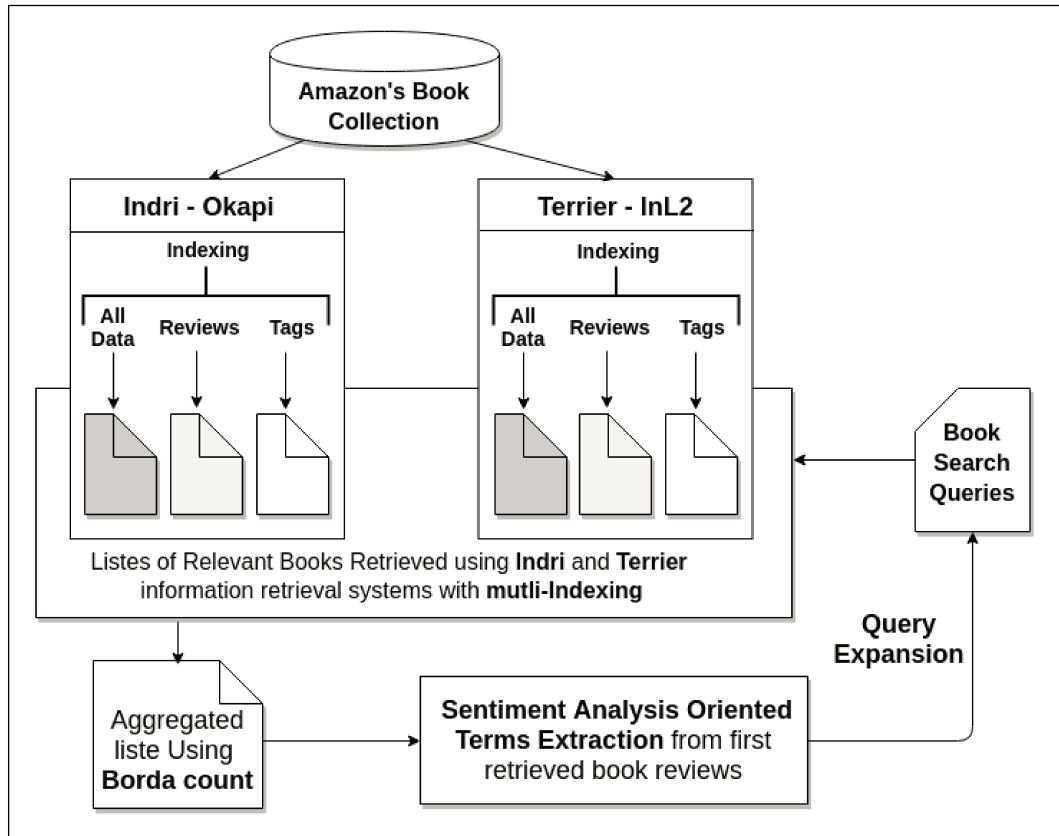 Amazon's Book
Collection
Indri - Okapi
Indexing
All
Data
Reviews
Tags
Terrier - InL2
Indexing
All
Data
Reviews
Tags
Book
Search
Queries
Listes of Relevant Books Retrieved using Indri and Terrier
information retrieval systems with mutli-Indexing
Query
Expansion
Aggregated
liste Using
Borda count
Sentiment Analysis Oriented
Terms Extraction from first
retrieved book reviews